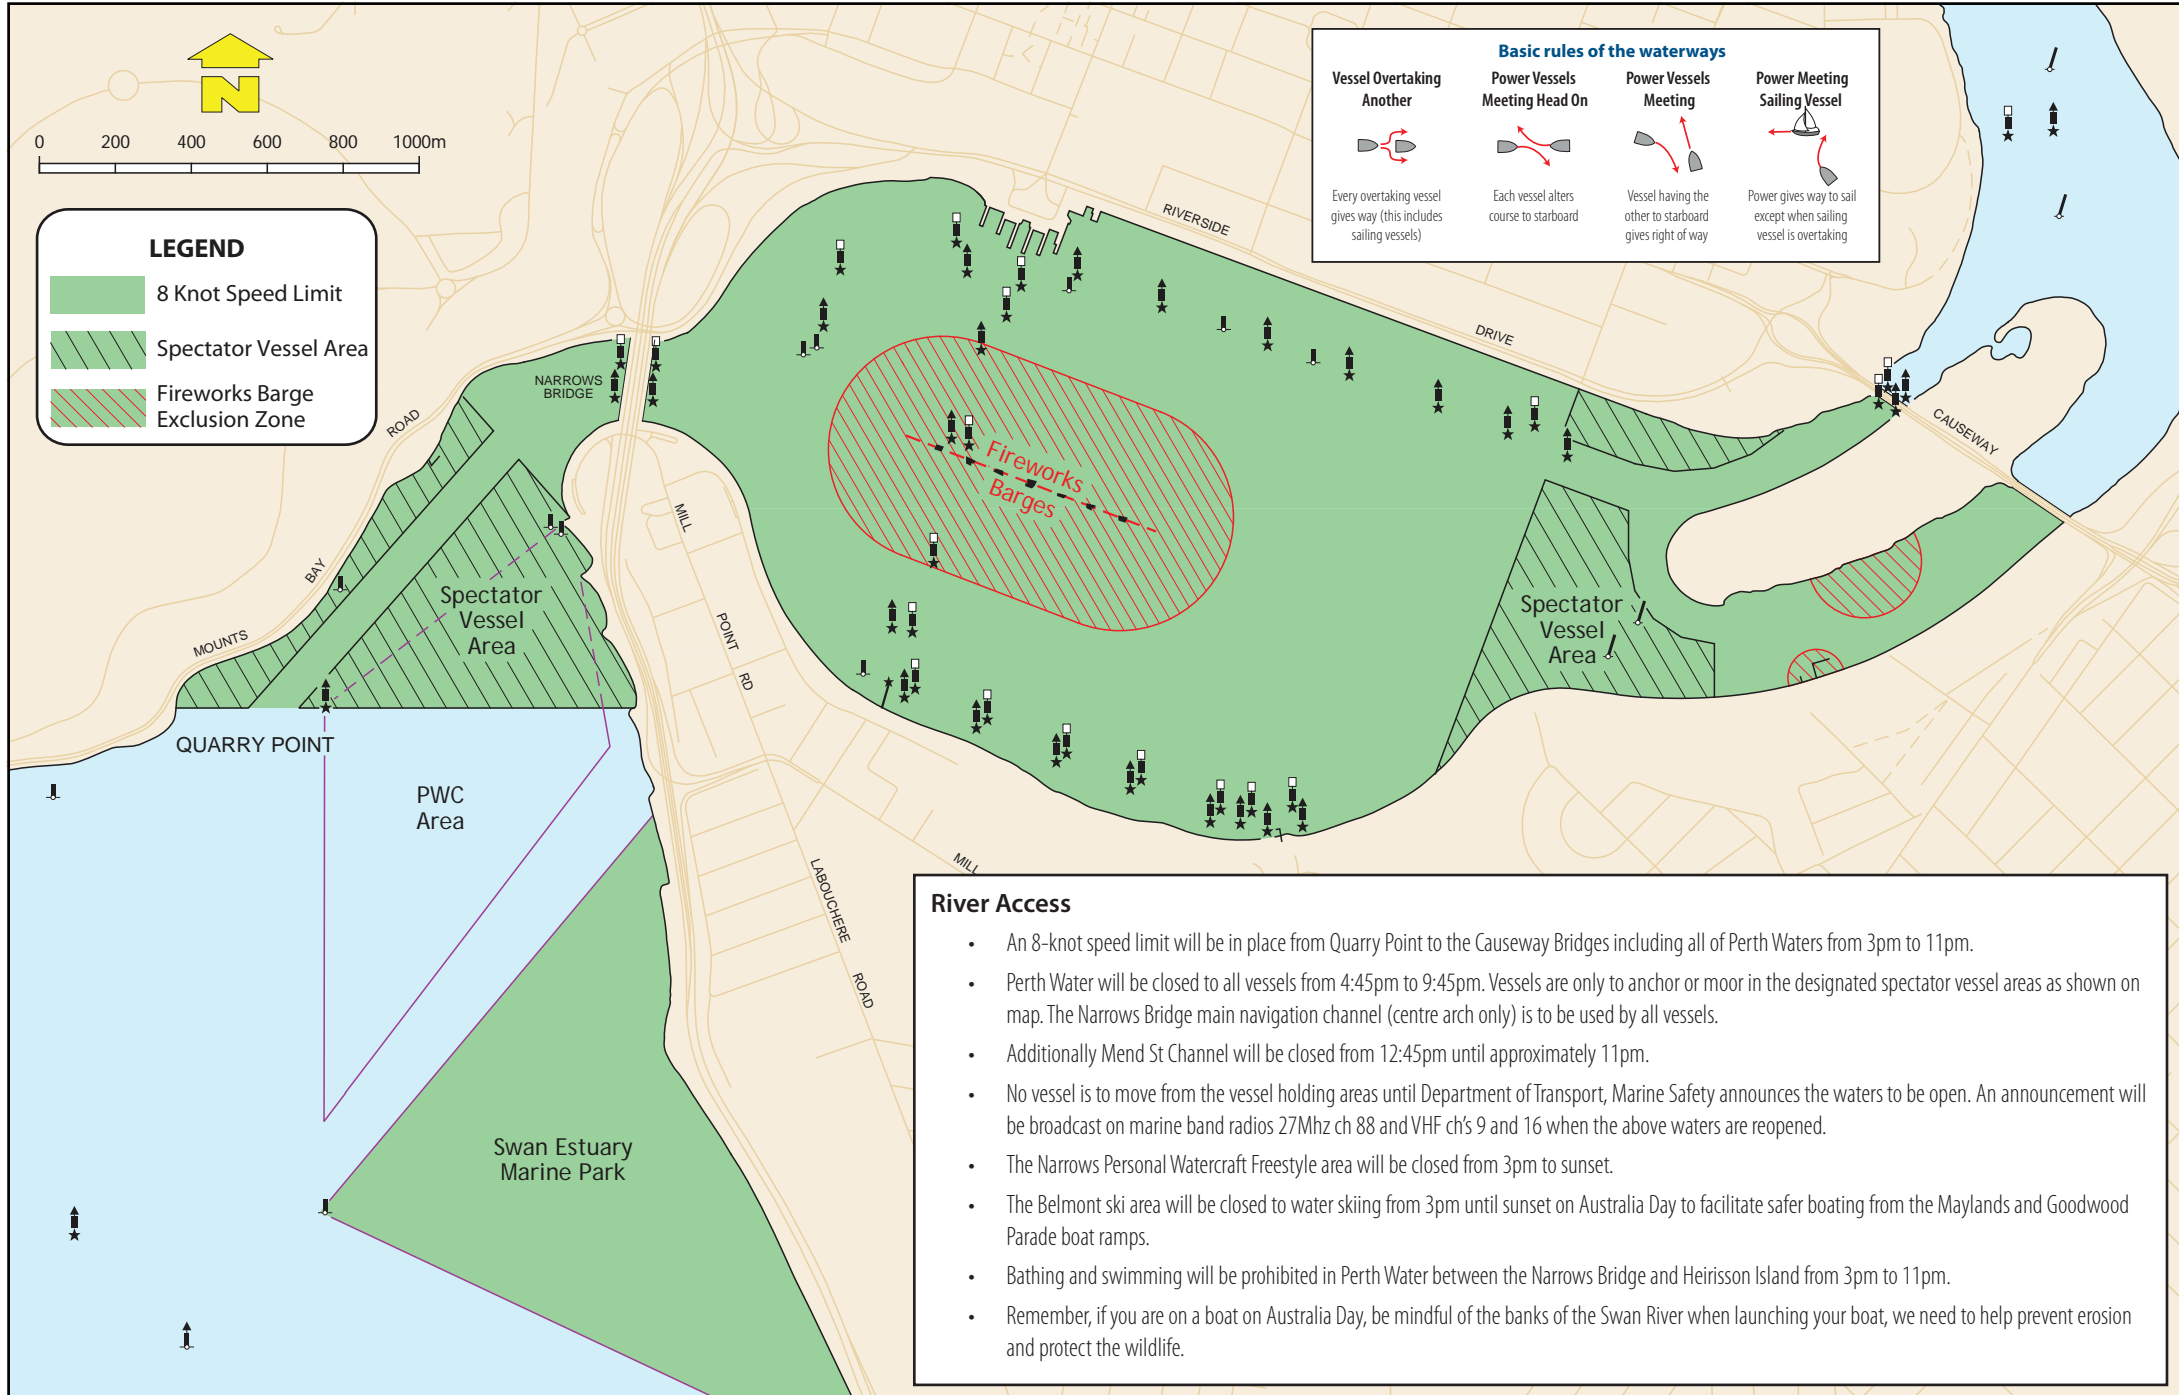 N
0 200 400 600 800 1000m
LEGEND
8 Knot Speed Limit
Spectator Vessel Area
Fireworks Barge
Exclusion Zone
Basic rules of the waterways
Vessel Overtaking
Another
Every overtaking vessel
gives way (this includes
sailing vessels)
Power Vessels
Meeting Head On
Each vessel alters
course to starboard
Power Vessels
Meeting
Vessel having the
other to starboard
gives right of way
Power Meeting
Sailing Vessel
Power gives way to sail
except when sailing
vessel is overtaking
RIVERSIDE
DRIVE
CAUSEWAY
NARROWS
BRIDGE
ROAD
BAY
MOUNTS
Fireworks
Barges
MILL
POINT
RD
Spectator
Vessel
Area
Spectator
Vessel
Area
QUARRY POINT
PWC
Area
LABOUCHERE
ROAD
MILL
Swan Estuary
Marine Park
River Access
• An 8-knot speed limit will be in place from Quarry Point to the Causeway Bridges including all of Perth Waters from 3pm to 11pm.
• Perth Water will be closed to all vessels from 4:45pm to 9:45pm. Vessels are only to anchor or moor in the designated spectator vessel areas as shown on
map. The Narrows Bridge main navigation channel (centre arch only) is to be used by all vessels.
• Additionally Mend St Channel will be closed from 12:45pm until approximately 11pm.
• No vessel is to move from the vessel holding areas until Department of Transport, Marine Safety announces the waters to be open. An announcement will
be broadcast on marine band radios 27Mhz ch 88 and VHF ch's 9 and 16 when the above waters are reopened.
• The Narrows Personal Watercraft Freestyle area will be closed from 3pm to sunset.
• The Belmont ski area will be closed to water skiing from 3pm until sunset on Australia Day to facilitate safer boating from the Maylands and Goodwood
Parade boat ramps.
• Bathing and swimming will be prohibited in Perth Water between the Narrows Bridge and Heirisson Island from 3pm to 11pm.
• Remember, if you are on a boat on Australia Day, be mindful of the banks of the Swan River when launching your boat, we need to help prevent erosion
and protect the wildlife.